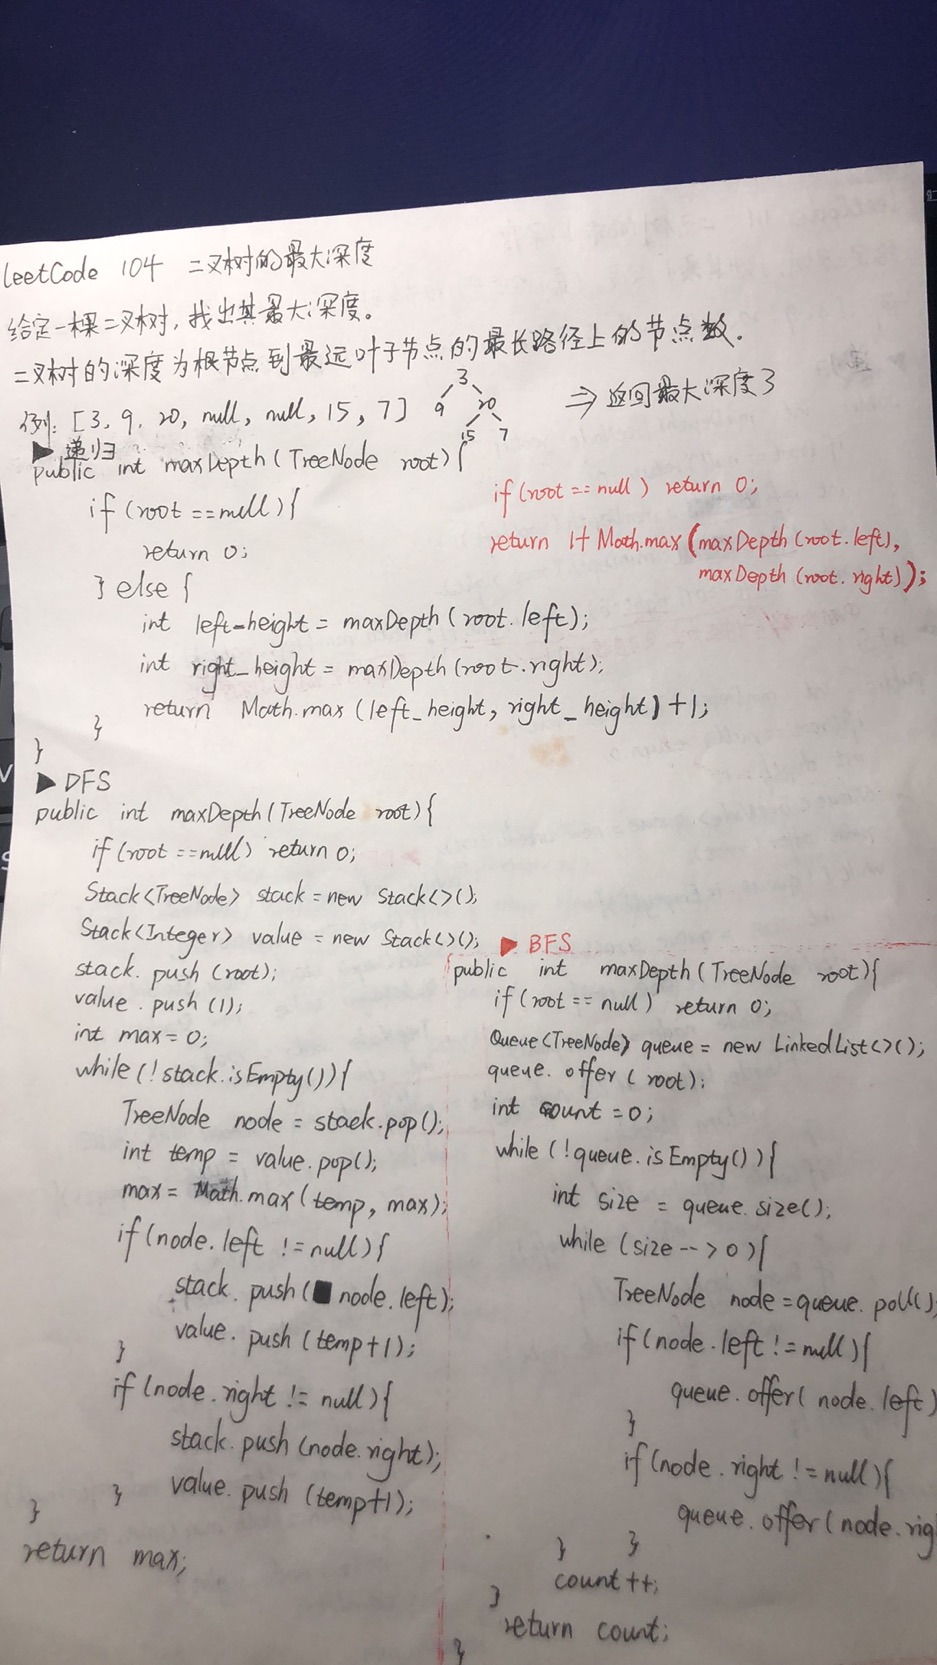 leetCode 104 二叉树的最大深度
给定一棵二叉树，找出其最大深度。
二叉树的深度为根节点到最远叶子节点的最长路径上的节点数.
例: [3, 9, 20, null, null, 15, 7]
3
9 20
15 7
⇒ 返回最大深度3
▶ 递归
public int maxDepth(TreeNode root){
if(root ==null){
return 0;
} else {
int left_height = maxDepth(root.left);
int right_height = maxDepth(root.right);
return Math.max (left_height, right_height)+1;
}
}
if(root == null) return 0;
return 1+ Math.max(maxDepth(root.left),
maxDepth (root.right));
▶ DFS
public int maxDepth(TreeNode root){
if(root ==null) return 0;
Stack<TreeNode> stack = new Stack<>();
Stack<Integer> value = new Stack<>();
stack.push(root);
value.push(1);
int max= 0;
while(!stack.isEmpty()){
TreeNode node = stack.pop();
int temp = value.pop();
max= Math.max(temp, max);
if(node.left !=null){
stack.push(node.left);
value.push(temp+1);
}
if(node.right != null){
stack.push(node.right);
value.push(temp+1);
}
}
return max;
▶ BFS
public int maxDepth(TreeNode root){
if(root == null) return 0;
Queue<TreeNode> queue = new LinkedList<>();
queue.offer(root);
int count =0;
while(!queue.isEmpty()){
int size = queue.size();
while (size-->0){
TreeNode node =queue.poll();
if(node.left != null){
queue.offer( node.left)
}
if(node.right !=null){
queue.offer(node.rig
} }
count++;
}
return count;
}